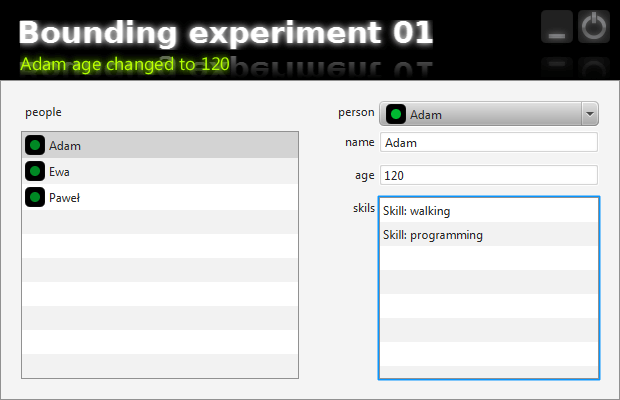 Bounding experiment 01
Adam age changed to 120
people
Adam
Ewa
Paweł
person
Adam
name
Adam
age
120
skils
Skill: walking
Skill: programming